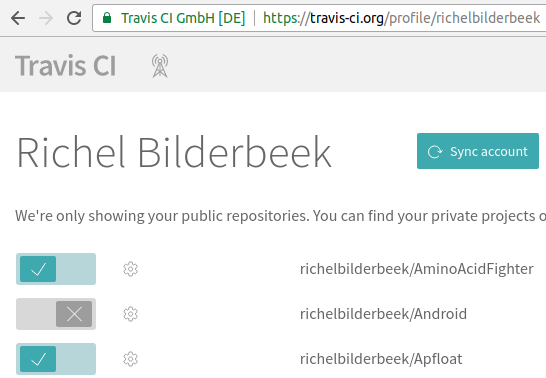 Travis CI GmbH [DE] https://travis-ci.org/profile/richelbilderbeek
Travis CI
Richel Bilderbeek
Sync account
We're only showing your public repositories. You can find your private projects o
richelbilderbeek/AminoAcidFighter
richelbilderbeek/Android
richelbilderbeek/Apfloat